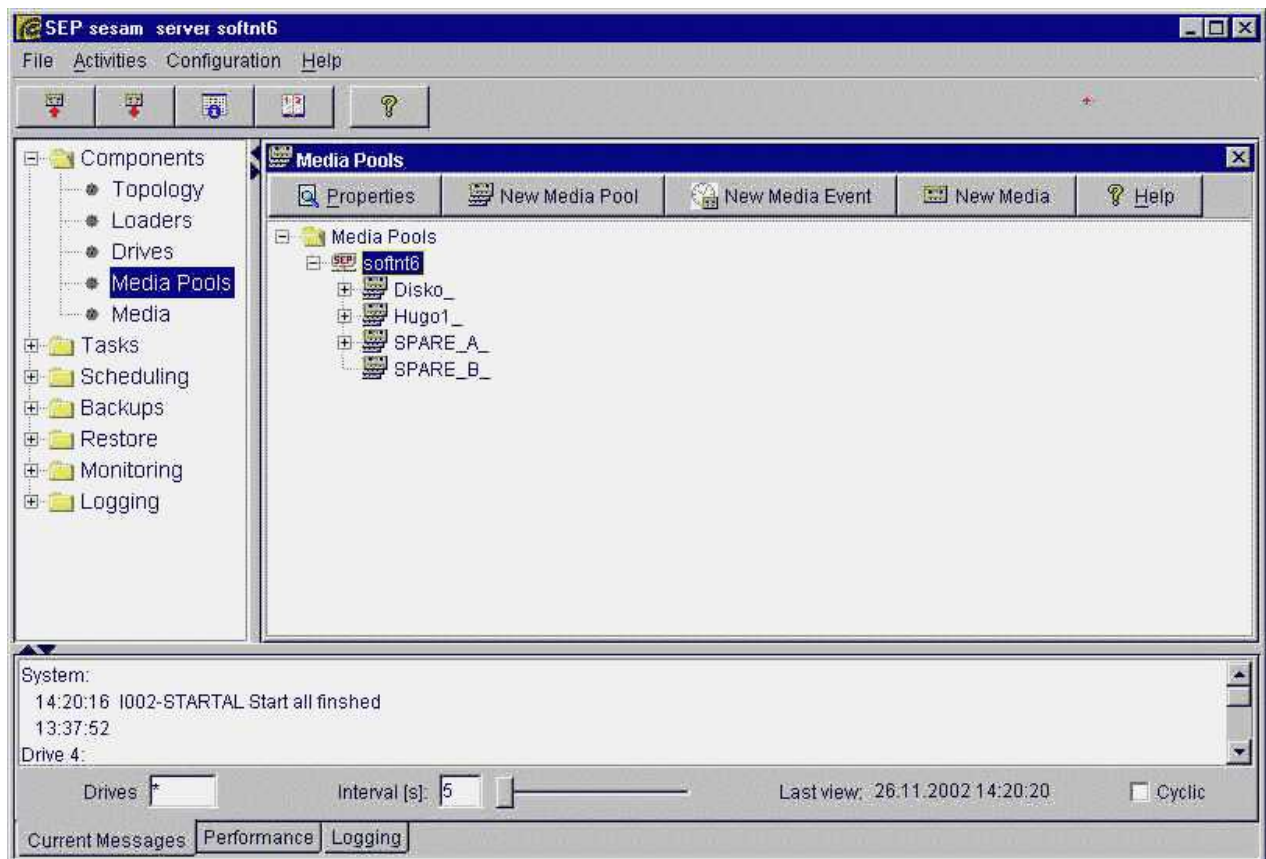 SEP sesam server softnt6
File Activities Configuration Help
Media Pools
Properties New Media Pool New Media Event New Media Help
Components
Topology
Loaders
Drives
Media Pools
Media
Tasks
Scheduling
Backups
Restore
Monitoring
Logging
Media Pools
SEP softnt6
Disko_
Hugo1_
SPARE_A_
SPARE_B_
System:
14:20:16 I002-STARTAL Start all finshed
13:37:52
Drive 4:
Drives * Interval [s]: 5 Last view: 26.11.2002 14:20:20 Cyclic
Current Messages Performance Logging